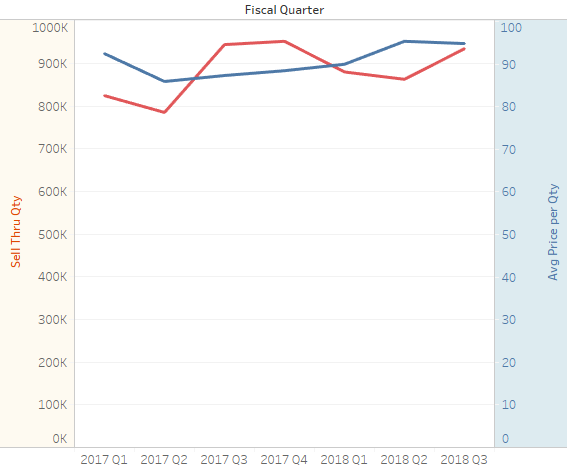 Fiscal Quarter
1000K
900K
800K
700K
600K
500K
400K
300K
200K
100K
0K
Sell Thru Qty
100
90
80
70
60
50
40
30
20
10
0
Avg Price per Qty
2017 Q1 2017 Q2 2017 Q3 2017 Q4 2018 Q1 2018 Q2 2018 Q3